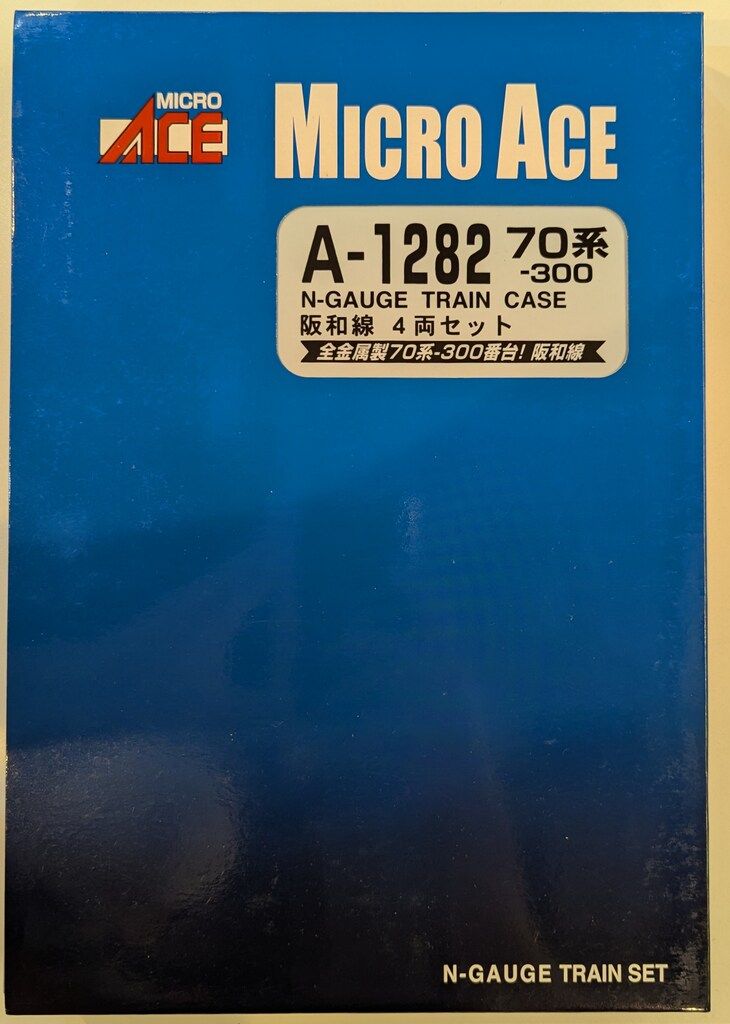 MICRO
ACE
MICRO ACE
A-1282 70系
-300
N-GAUGE TRAIN CASE
阪和線 4両セット
全金属製70系-300番台! 阪和線
N-GAUGE TRAIN SET